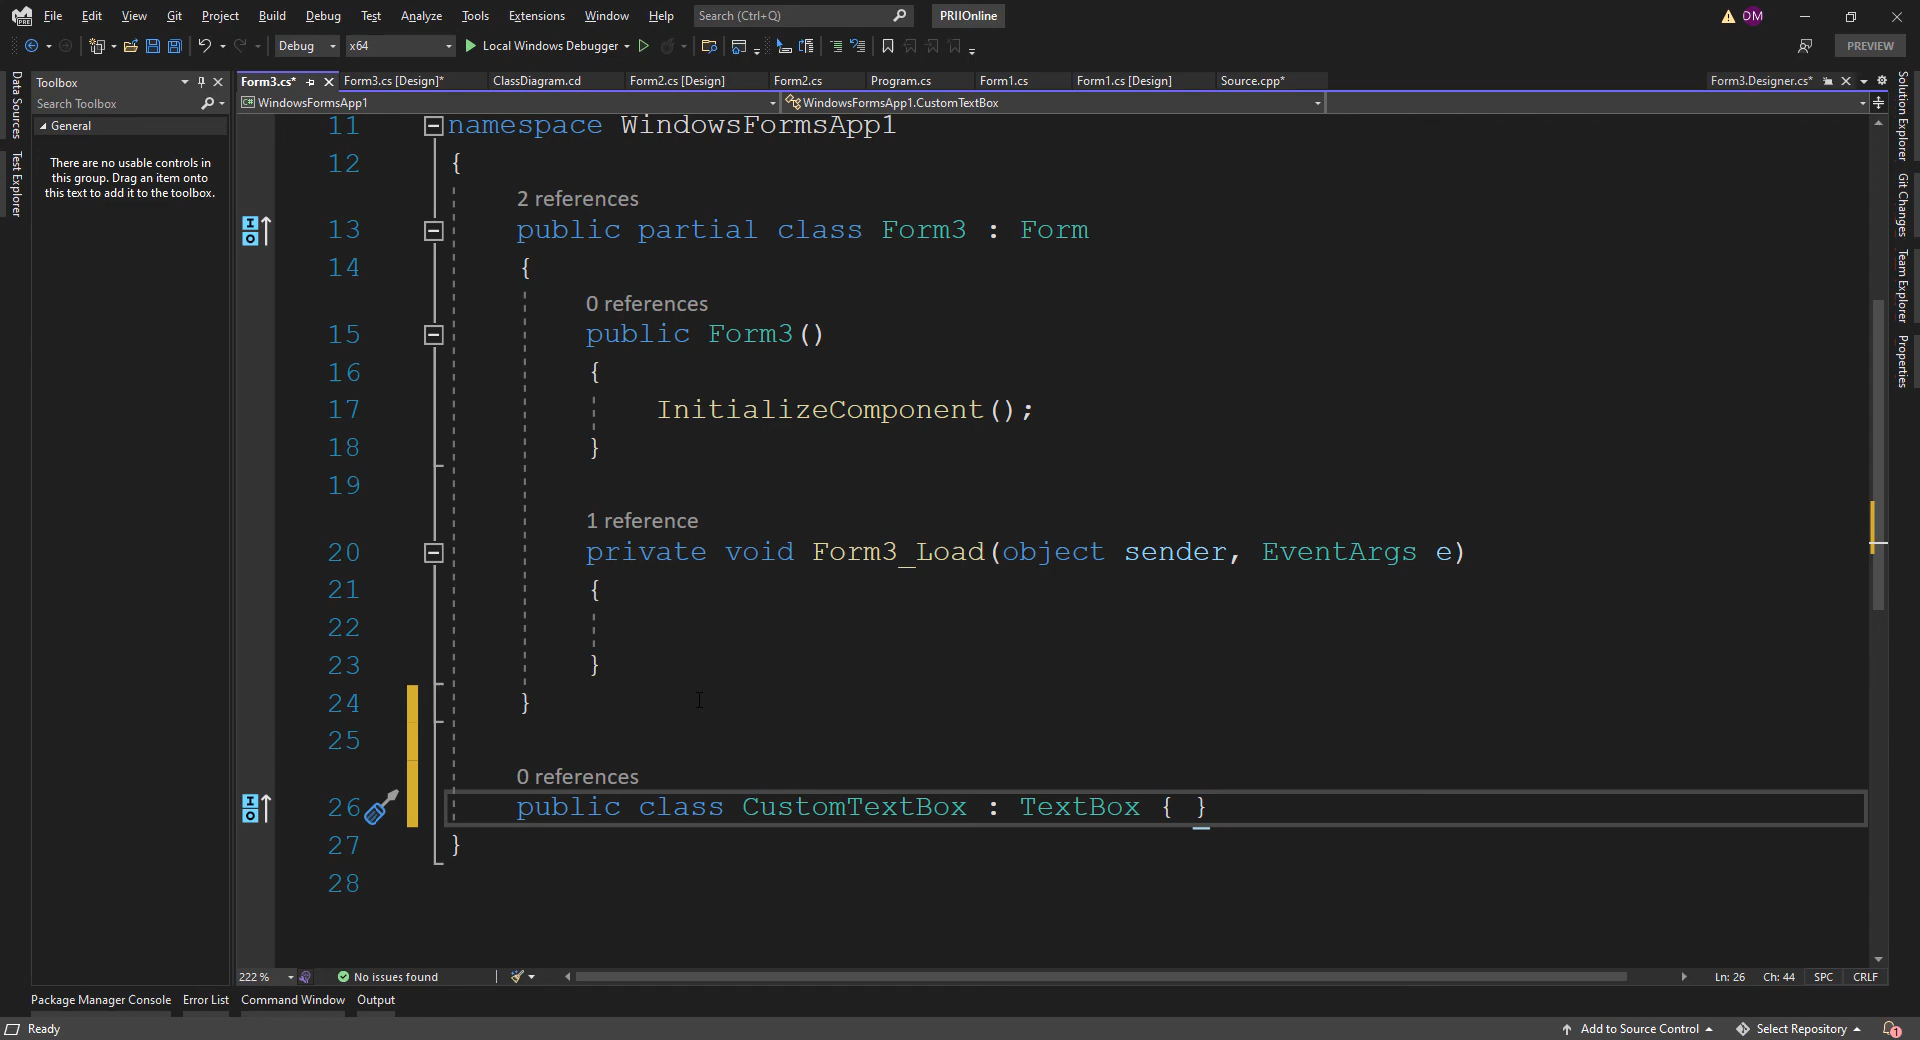 File Edit View Git Project Build Debug Test Analyze Tools Extensions Window Help Search (Ctrl+Q) PRIIOnline DM
Debug x64 Local Windows Debugger PREVIEW
Toolbox
Search Toolbox
General
There are no usable controls in
this group. Drag an item onto
this text to add it to the toolbox.
Data Sources
Test Explorer
Form3.cs* Form3.cs [Design]* ClassDiagram.cd Form2.cs [Design] Form2.cs Program.cs Form1.cs Form1.cs [Design] Source.cpp* Form3.Designer.cs*
WindowsFormsApp1 WindowsFormsApp1.CustomTextBox
11 namespace WindowsFormsApp1
12 {
2 references
13 public partial class Form3 : Form
14 {
0 references
15 public Form3()
16 {
17 InitializeComponent();
18 }
19
1 reference
20 private void Form3_Load(object sender, EventArgs e)
21 {
22
23 }
24 }
25
0 references
26 public class CustomTextBox : TextBox { }
27 }
28
Solution Explorer
Git Changes
Team Explorer
Properties
222 % No issues found Ln: 26 Ch: 44 SPC CRLF
Package Manager Console Error List Command Window Output
Ready Add to Source Control Select Repository 1